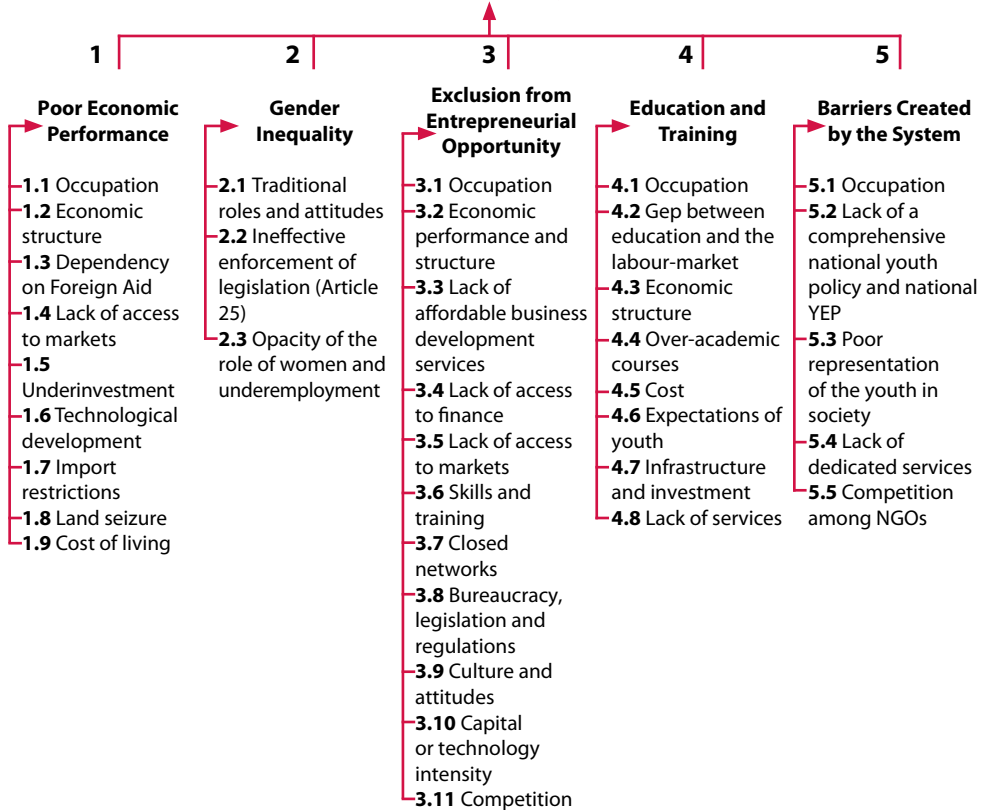 1
2
3
4
5
Poor Economic
Performance
1.1 Occupation
1.2 Economic
structure
1.3 Dependency
on Foreign Aid
1.4 Lack of access
to markets
1.5
Underinvestment
1.6 Technological
development
1.7 Import
restrictions
1.8 Land seizure
1.9 Cost of living
Gender
Inequality
2.1 Traditional
roles and attitudes
2.2 Ineffective
enforcement of
legislation (Article
25)
2.3 Opacity of the
role of women and
underemployment
Exclusion from
Entrepreneurial
Opportunity
3.1 Occupation
3.2 Economic
performance and
structure
3.3 Lack of
affordable business
development
services
3.4 Lack of access
to finance
3.5 Lack of access
to markets
3.6 Skills and
training
3.7 Closed
networks
3.8 Bureaucracy,
legislation and
regulations
3.9 Culture and
attitudes
3.10 Capital
or technology
intensity
3.11 Competition
Education and
Training
4.1 Occupation
4.2 Gep between
education and the
labour-market
4.3 Economic
structure
4.4 Over-academic
courses
4.5 Cost
4.6 Expectations of
youth
4.7 Infrastructure
and investment
4.8 Lack of services
Barriers Created
by the System
5.1 Occupation
5.2 Lack of a
comprehensive
national youth
policy and national
YEP
5.3 Poor
representation
of the youth in
society
5.4 Lack of
dedicated services
5.5 Competition
among NGOs